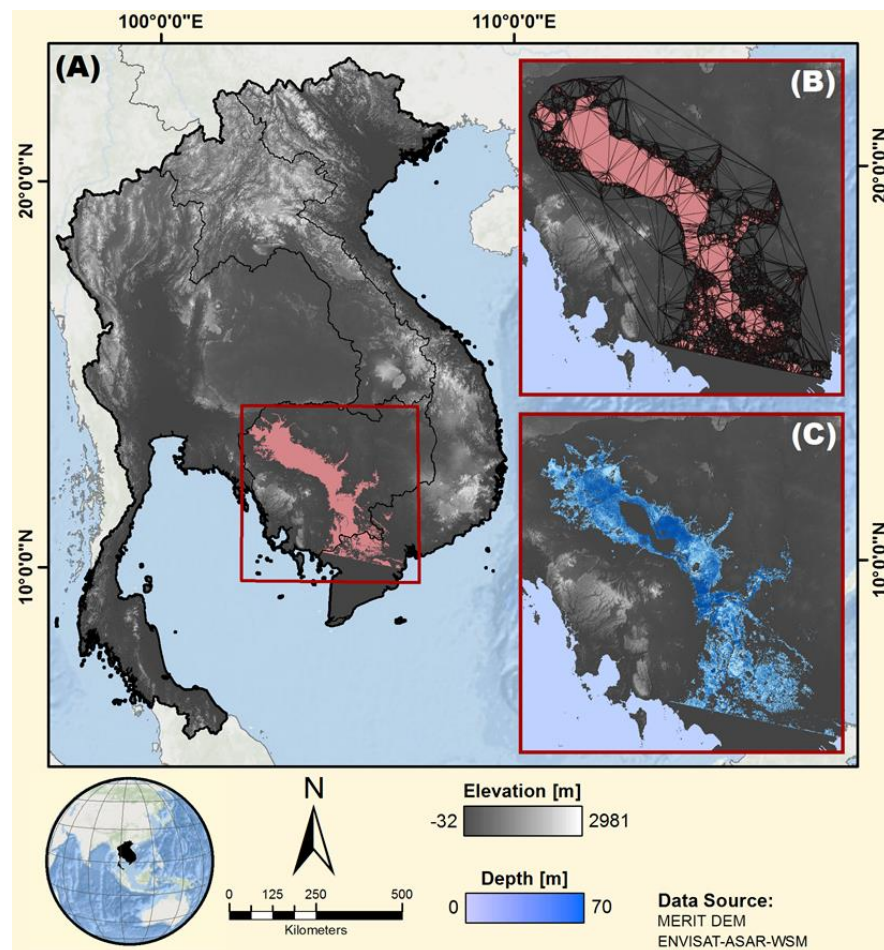 100°0'0"E
110°0'0"E
(A)
(B)
20°0'0"N
20°0'0"N
(C)
10°0'0"N
10°0'0"N
N
Elevation [m]
-32
2981
Depth [m]
0
70
0
125
250
500
Kilometers
Data Source:
MERIT DEM
ENVISAT-ASAR-WSM